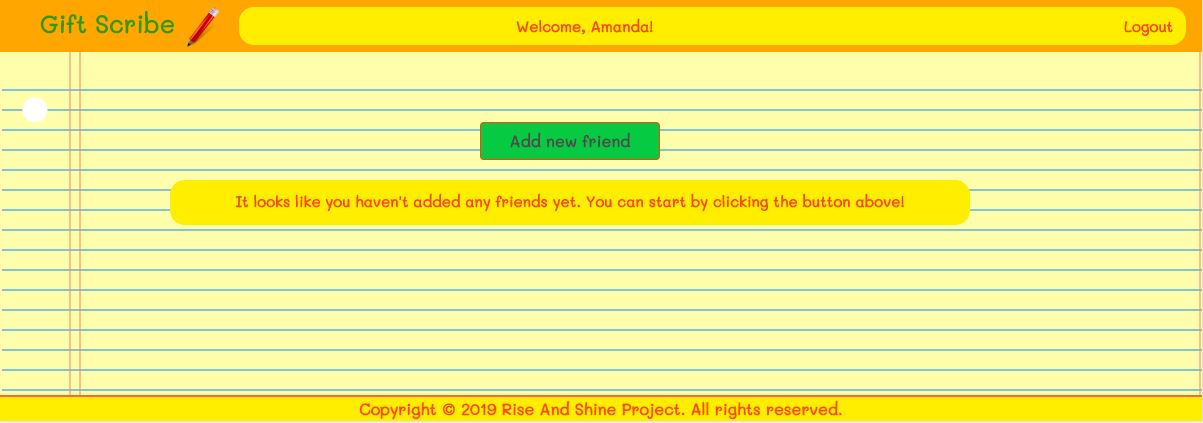 Gift Scribe
Welcome, Amanda!
Logout
Add new friend
It looks like you haven't added any friends yet. You can start by clicking the button above!
Copyright © 2019 Rise And Shine Project. All rights reserved.